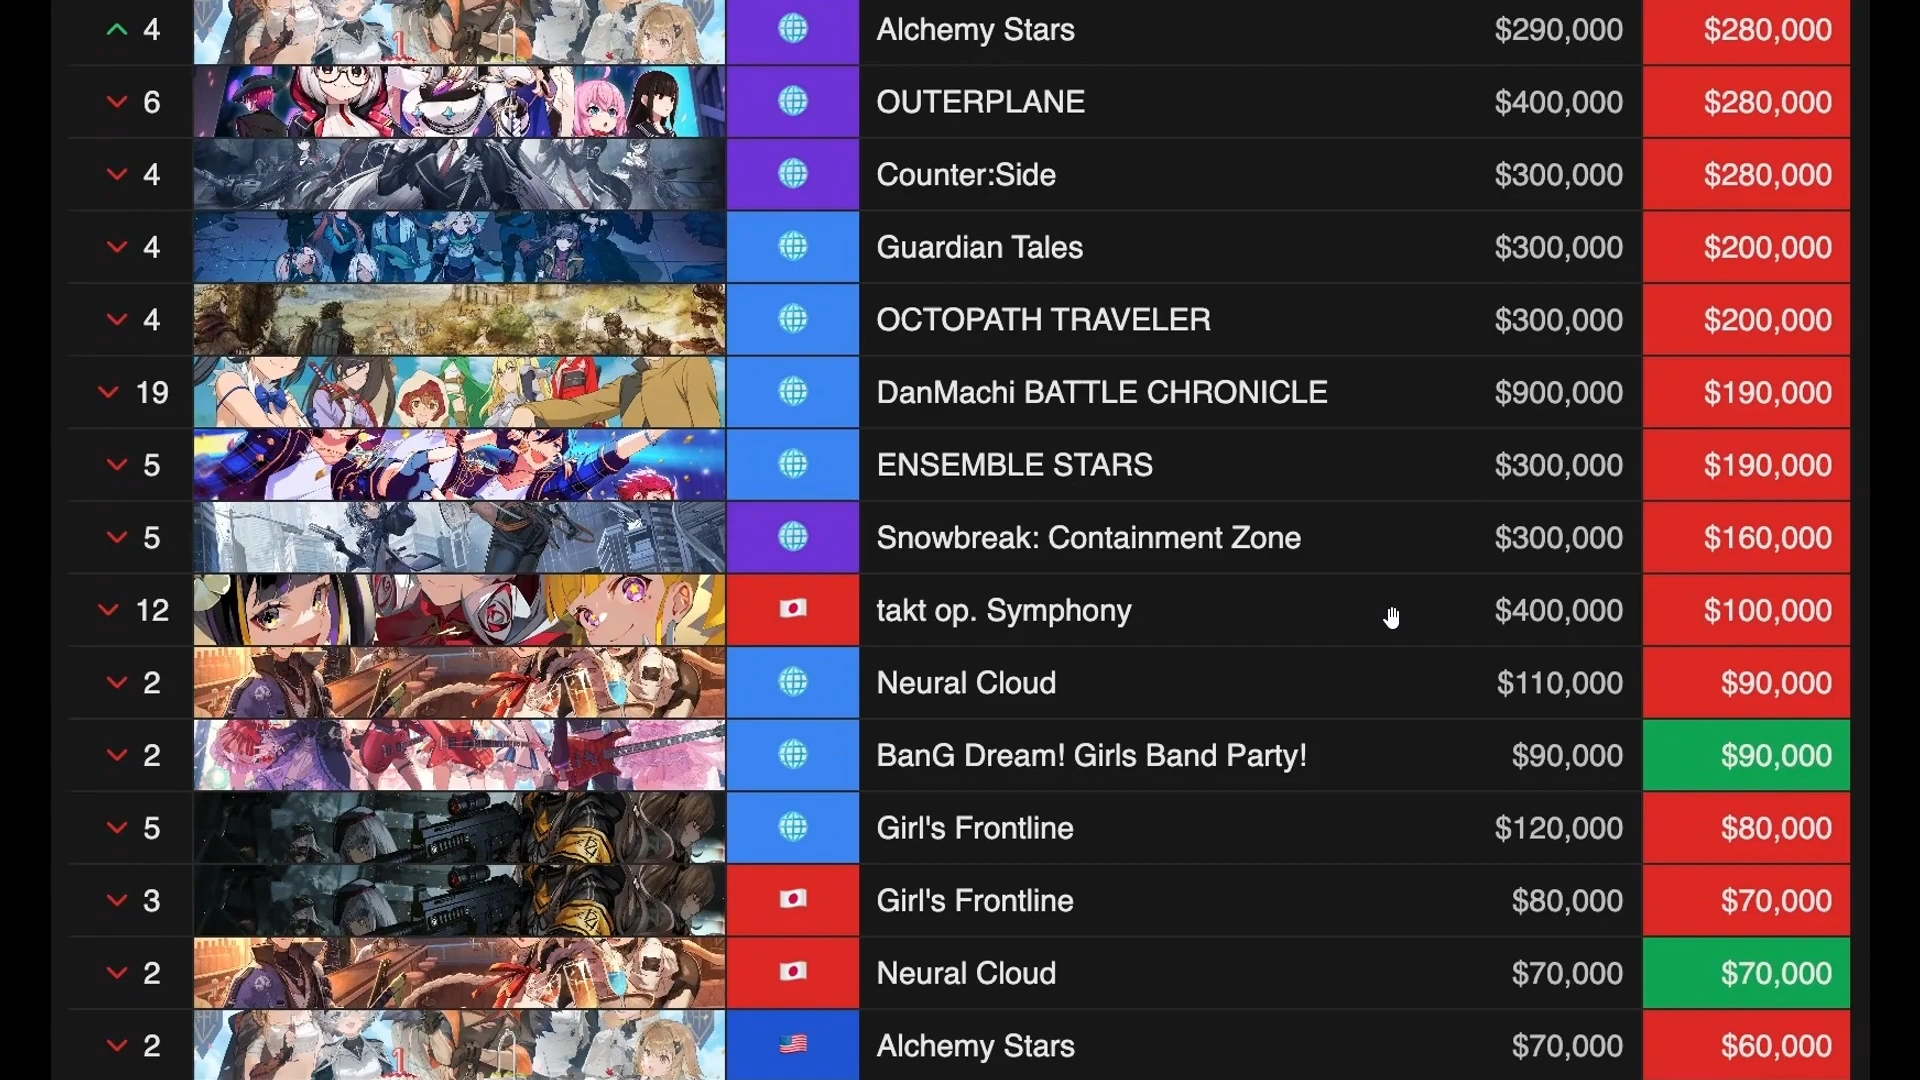 4 Alchemy Stars $290,000 $280,000
6 OUTERPLANE $400,000 $280,000
4 Counter:Side $300,000 $280,000
4 Guardian Tales $300,000 $200,000
4 OCTOPATH TRAVELER $300,000 $200,000
19 DanMachi BATTLE CHRONICLE $900,000 $190,000
5 ENSEMBLE STARS $300,000 $190,000
5 Snowbreak: Containment Zone $300,000 $160,000
12 takt op. Symphony $400,000 $100,000
2 Neural Cloud $110,000 $90,000
2 BanG Dream! Girls Band Party! $90,000 $90,000
5 Girl's Frontline $120,000 $80,000
3 Girl's Frontline $80,000 $70,000
2 Neural Cloud $70,000 $70,000
2 Alchemy Stars $70,000 $60,000